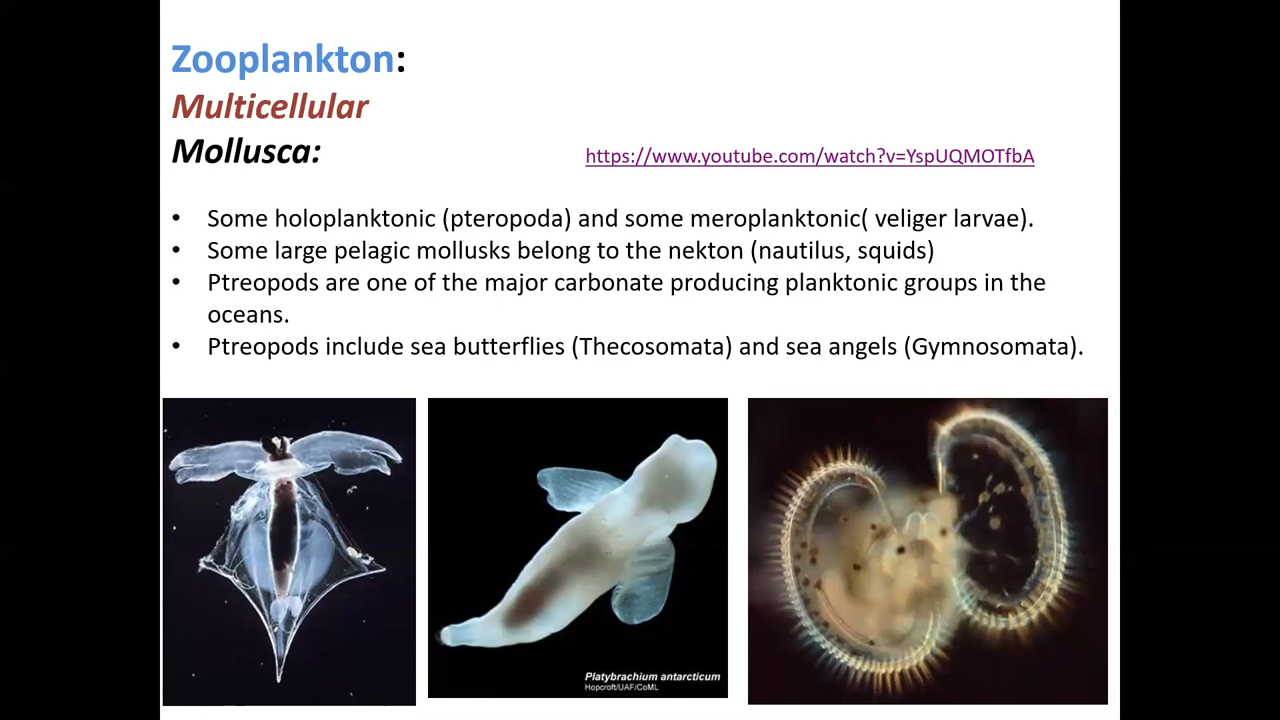 Zooplankton:
Multicellular
Mollusca:
https://www.youtube.com/watch?v=YspUQMOTfbA
• Some holoplanktonic (pteropoda) and some meroplanktonic( veliger larvae).
• Some large pelagic mollusks belong to the nekton (nautilus, squids)
• Ptreopods are one of the major carbonate producing planktonic groups in the
oceans.
• Ptreopods include sea butterflies (Thecosomata) and sea angels (Gymnosomata).
Platybrachium antarcticum
Hopcroft/UAF/CoML